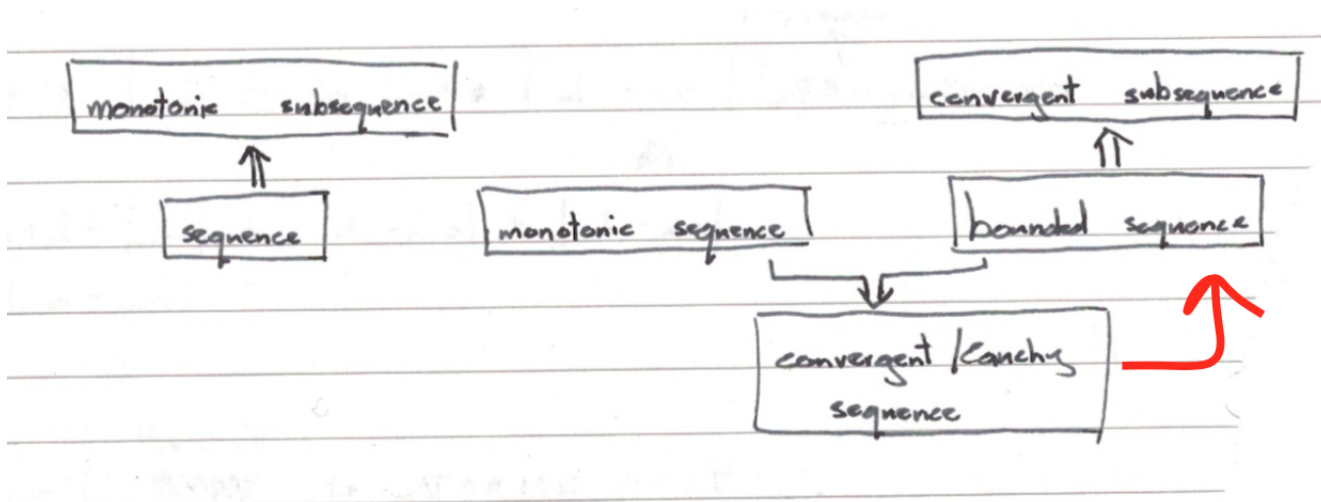 monotonic subsequence
convergent subsequence
sequence
monotonic sequence
bounded sequence
convergent / Cauchy
sequence